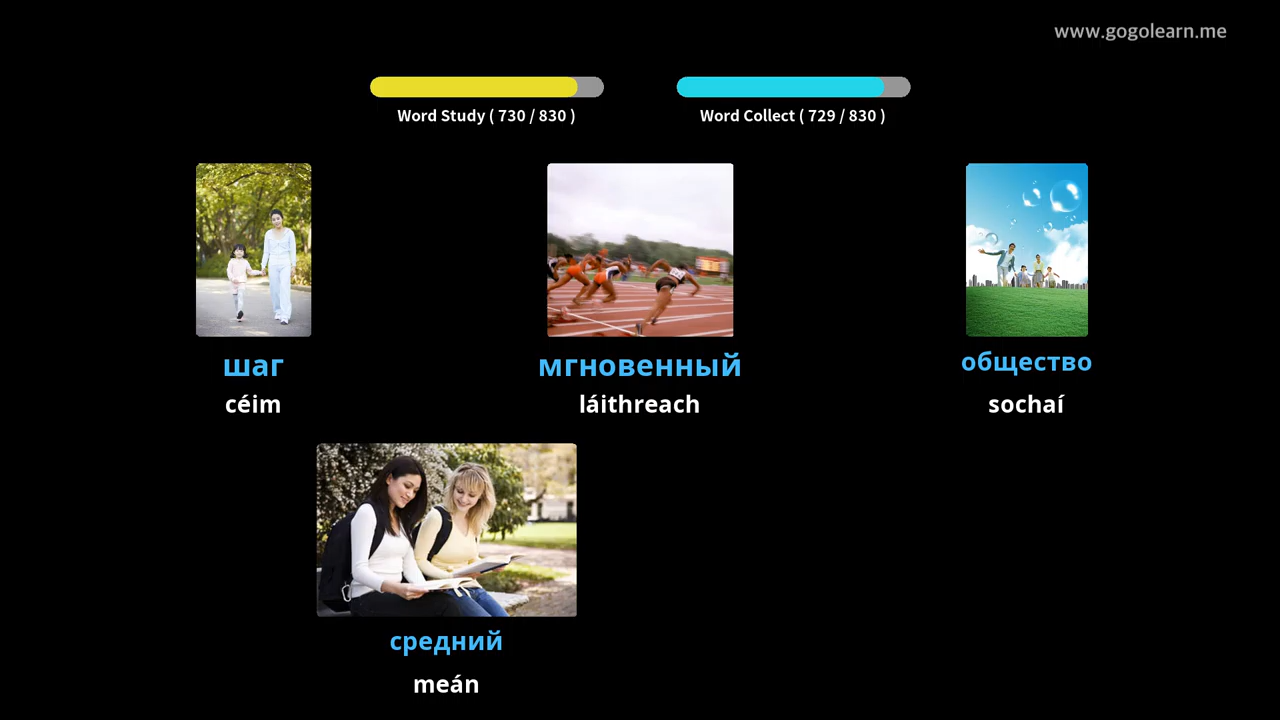 www.gogolearn.me
Word Study ( 730 / 830 )
Word Collect ( 729 / 830 )
шаг
céim
мгновенный
láithreach
общество
sochaí
средний
meán